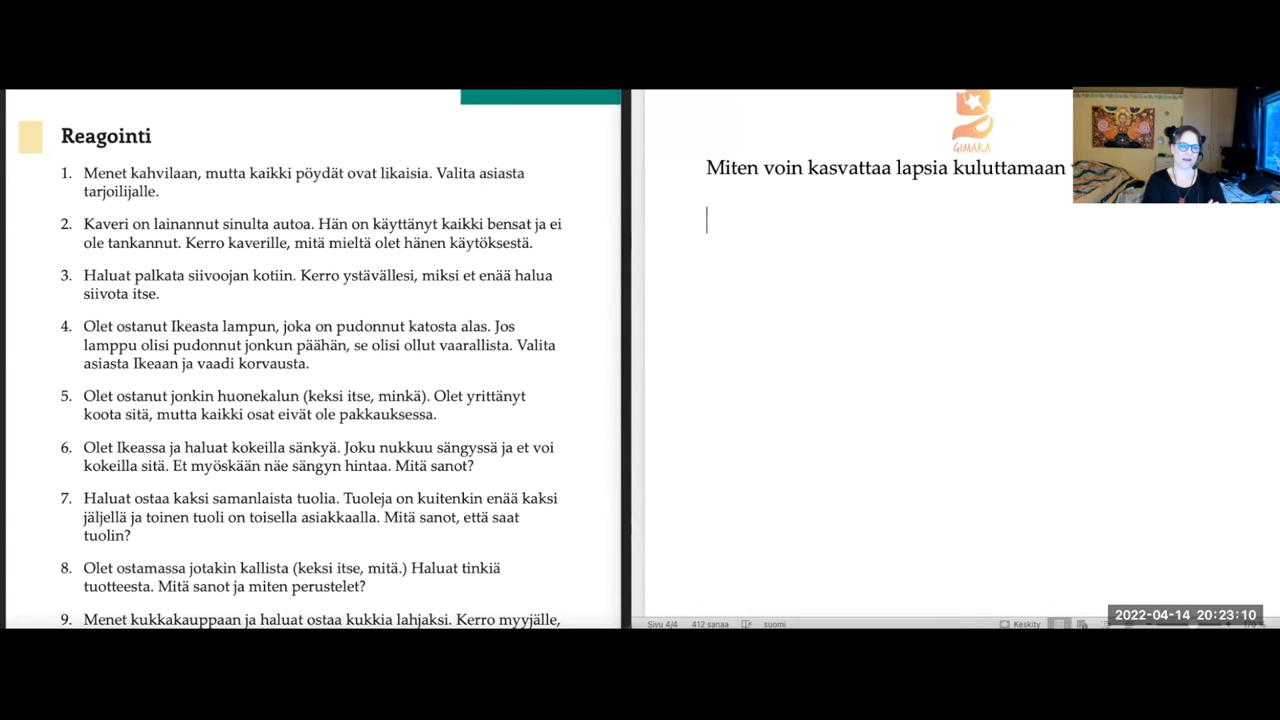 Reagointi
1. Menet kahvilaan, mutta kaikki pöydät ovat likaisia. Valita asiasta
tarjoilijalle.
2. Kaveri on lainannut sinulta autoa. Hän on käyttänyt kaikki bensat ja ei
ole tankannut. Kerro kaverille, mitä mieltä olet hänen käytöksestä.
3. Haluat palkata siivoojan kotiin. Kerro ystävällesi, miksi et enää halua
siivota itse.
4. Olet ostanut Ikeasta lampun, joka on pudonnut katosta alas. Jos
lamppu olisi pudonnut jonkun päähän, se olisi ollut vaarallista. Valita
asiasta Ikeaan ja vaadi korvausta.
5. Olet ostanut jonkin huonekalun (keksi itse, minkä). Olet yrittänyt
koota sitä, mutta kaikki osat eivät ole pakkauksessa.
6. Olet Ikeassa ja haluat kokeilla sänkyä. Joku nukkuu sängyssä ja et voi
kokeilla sitä. Et myöskään näe sängyn hintaa. Mitä sanot?
7. Haluat ostaa kaksi samanlaista tuolia. Tuoleja on kuitenkin enää kaksi
jäljellä ja toinen tuoli on toisella asiakkaalla. Mitä sanot, että saat
tuolin?
8. Olet ostamassa jotakin kallista (keksi itse, mitä.) Haluat tinkiä
tuotteesta. Mitä sanot ja miten perustelet?
9. Menet kukkakauppaan ja haluat ostaa kukkia lahjaksi. Kerro myyjälle,
GIMARA
Miten voin kasvattaa lapsia kuluttamaan
Sivu 4/4 412 sanaa suomi
Keskity
2022-04-14 20:23:10